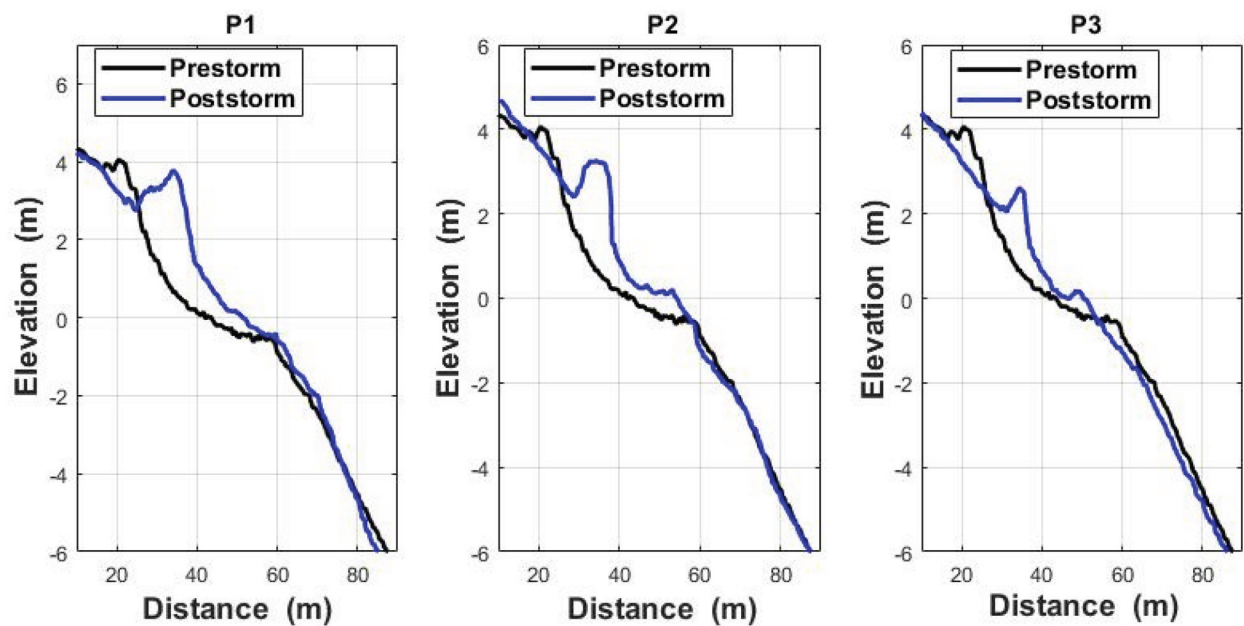 P1
Prestorm
Poststorm
Elevation (m)
6
4
2
0
-2
-4
-6
20 40 60 80
Distance (m)
P2
Prestorm
Poststorm
Elevation (m)
6
4
2
0
-2
-4
-6
20 40 60 80
Distance (m)
P3
Prestorm
Poststorm
Elevation (m)
6
4
2
0
-2
-4
-6
20 40 60 80
Distance (m)